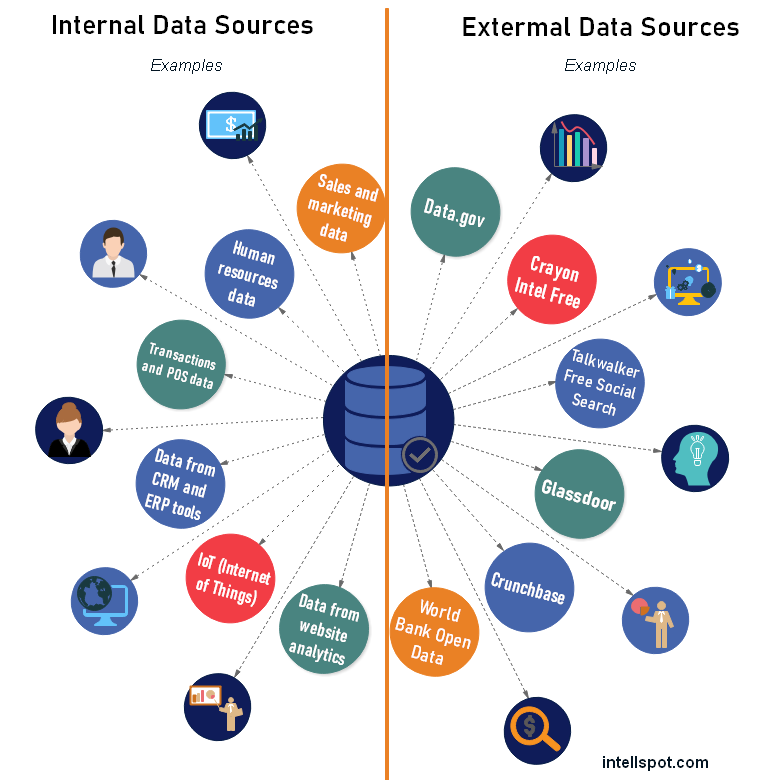 Internal Data Sources
Examples
Extermal Data Sources
Examples
$
Sales and
marketing
data
Human
resources
data
Transactions
and POS data
Data from
CRM and
ERP tools
IoT (Internet
of Things)
Data from
website
analytics
Data.gov
Crayon
Intel Free
$
Talkwalker
Free Social
Search
Glassdoor
Crunchbase
World
Bank Open
Data
$
intellspot.com